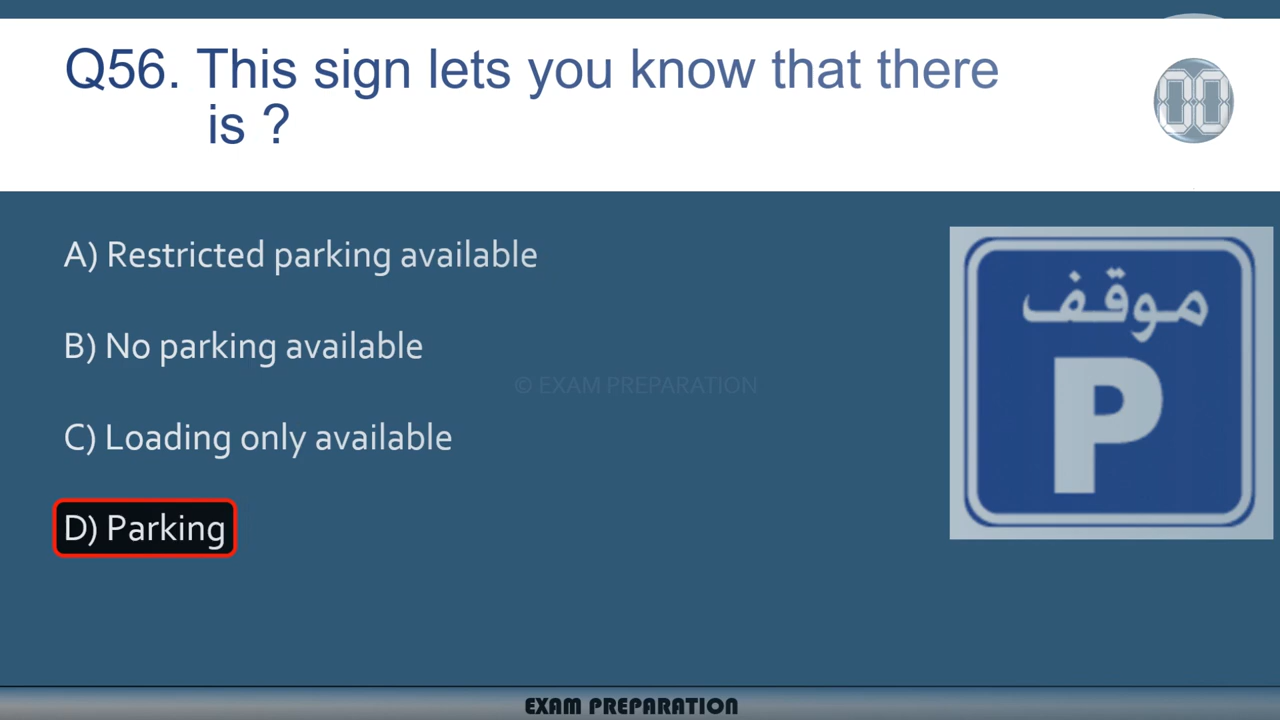 Q56. This sign lets you know that there
is ?
00
A) Restricted parking available
B) No parking available
C) Loading only available
D) Parking
موقف
P
© EXAM PREPARATION
EXAM PREPARATION